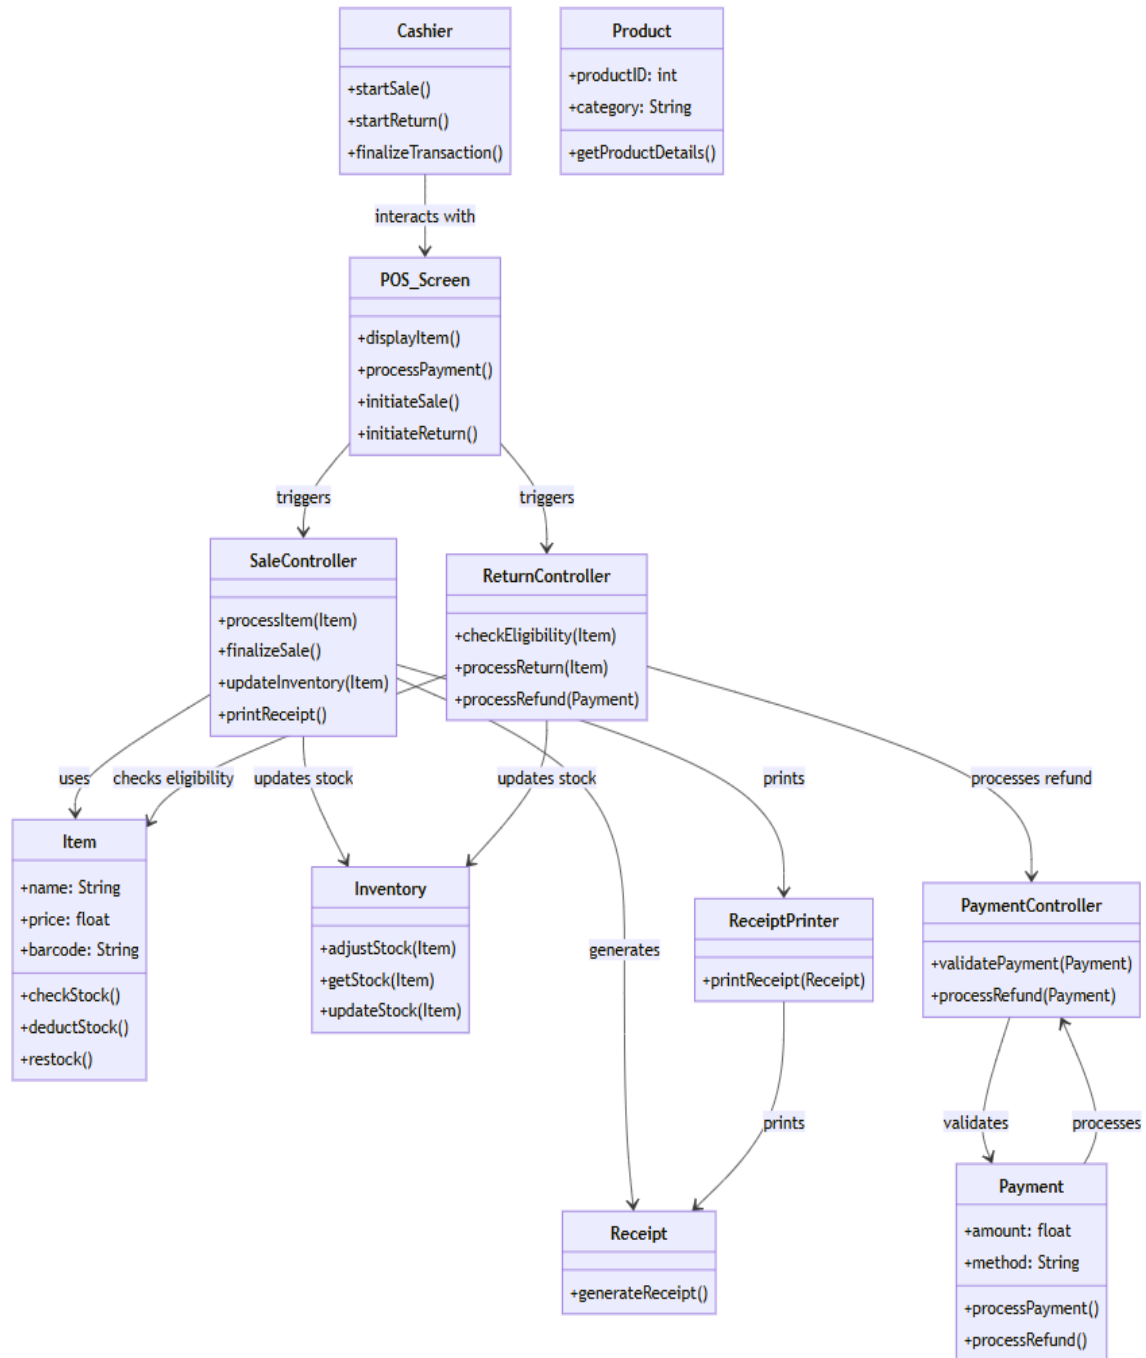 Cashier
+startSale()
+startReturn()
+finalizeTransaction()
Product
+productID: int
+category: String
+getProductDetails()
interacts with
POS_Screen
+displayItem()
+processPayment()
+initiateSale()
+initiateReturn()
triggers
triggers
SaleController
+processItem(Item)
+finalizeSale()
+updateInventory(Item)
+printReceipt()
ReturnController
+checkEligibility(Item)
+processReturn(Item)
+processRefund(Payment)
uses
checks eligibility
updates stock
updates stock
prints
processes refund
Item
+name: String
+price: float
+barcode: String
+checkStock()
+deductStock()
+restock()
Inventory
+adjustStock(Item)
+getStock(Item)
+updateStock(Item)
generates
ReceiptPrinter
+printReceipt(Receipt)
PaymentController
+validatePayment(Payment)
+processRefund(Payment)
prints
validates
processes
Receipt
+generateReceipt()
Payment
+amount: float
+method: String
+processPayment()
+processRefund()